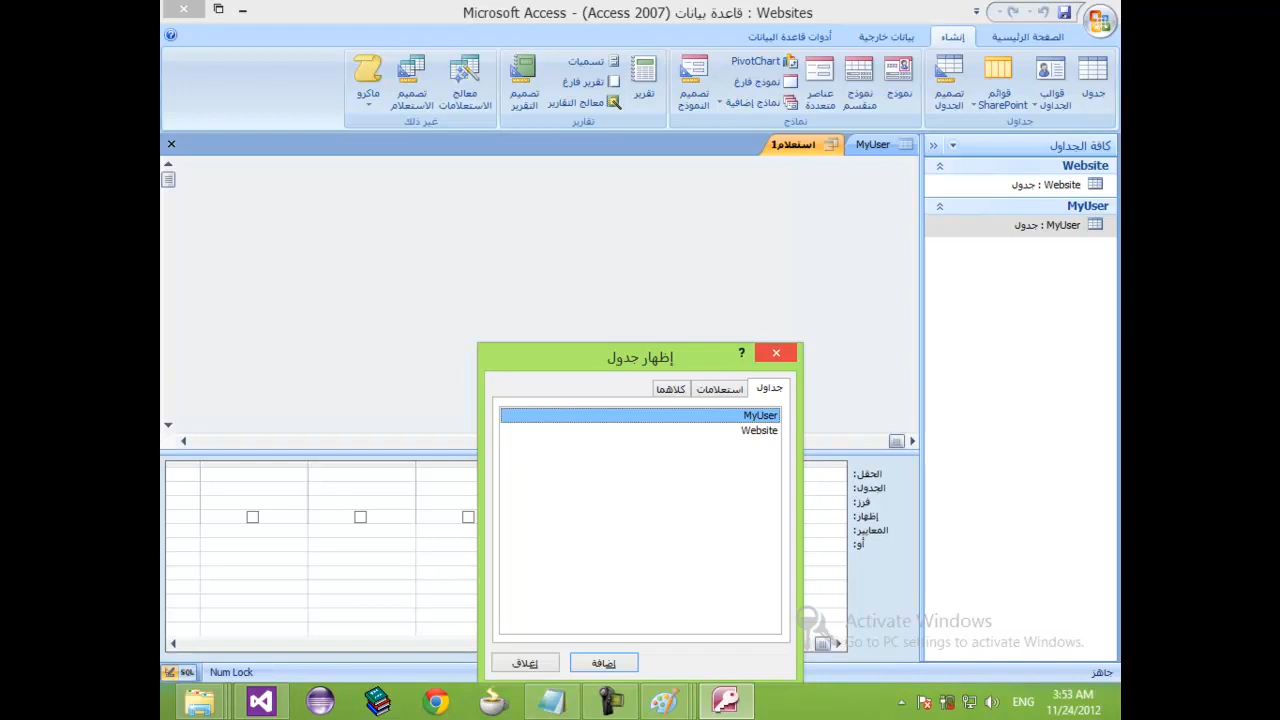 Microsoft Access - (Access 2007) قاعدة بيانات : Websites
الصفحة الرئيسية
إنشاء
بيانات خارجية
أدوات قاعدة البيانات
جدول
قوالب الجداول
قوائم SharePoint
تصميم الجدول
جداول
نموذج
نموذج منقسم
عناصر متعددة
PivotChart
نموذج فارغ
نماذج إضافية
تصميم النموذج
نماذج
تقرير
تسميات
تقرير فارغ
معالج التقارير
تصميم التقرير
تقارير
معالج الاستعلامات
تصميم الاستعلام
ماكرو
غير ذلك
كافة الجداول
Website
Website : جدول
MyUser
MyUser : جدول
MyUser
استعلام1
إظهار جدول
?
جداول
استعلامات
كلاهما
MyUser
Website
إضافة
إغلاق
الحقل:
الجدول:
فرز:
إظهار:
المعايير:
أو:
Activate Windows
Go to PC settings to activate Windows.
جاهز
Num Lock
SQL
ENG
3:53 AM
11/24/2012